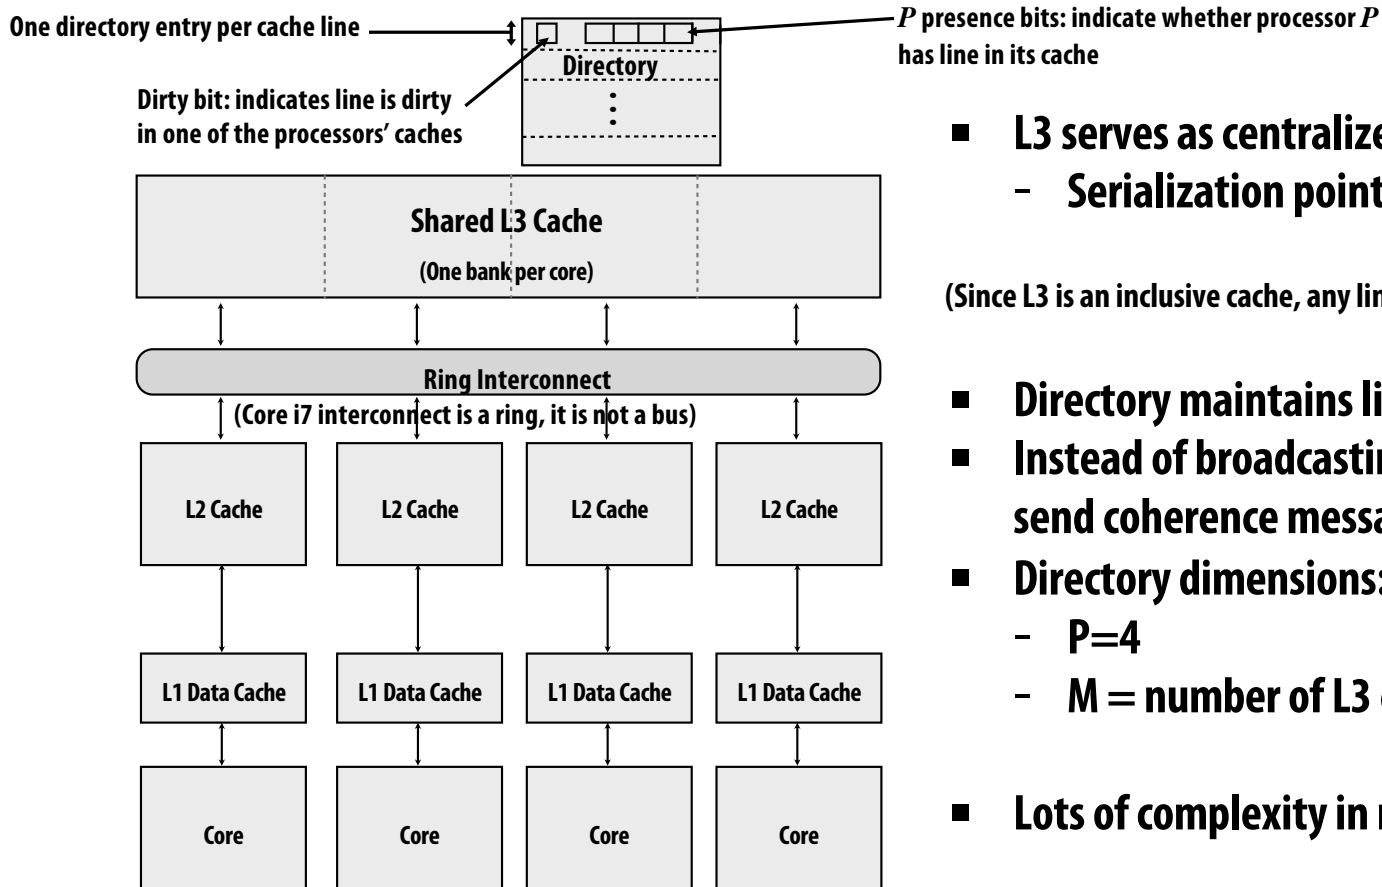 One directory entry per cache line
P presence bits: indicate whether processor P
has line in its cache
Directory
Dirty bit: indicates line is dirty
in one of the processors’ caches
Shared L3 Cache
(One bank per core)
Ring Interconnect
(Core i7 interconnect is a ring, it is not a bus)
L2 Cache
L2 Cache
L2 Cache
L2 Cache
L1 Data Cache
L1 Data Cache
L1 Data Cache
L1 Data Cache
Core
Core
Core
Core
▪ L3 serves as centralize
- Serialization point
(Since L3 is an inclusive cache, any lin
▪ Directory maintains li
▪ Instead of broadcastin
send coherence messa
▪ Directory dimensions:
- P=4
- M = number of L3
▪ Lots of complexity in